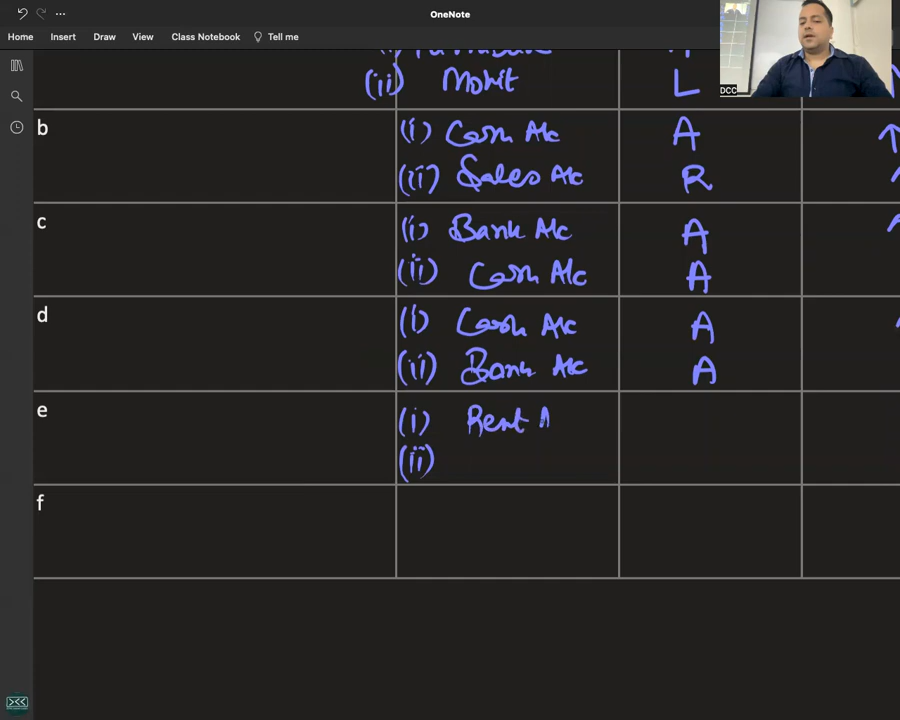 OneNote
Home Insert Draw View Class Notebook Tell me
DCC
(ii) Mohit L
b (i) Cash A/c A ↑
(ii) Sales A/c R
c (i) Bank A/c A
(ii) Cash A/c A
d (i) Cash A/c A
(ii) Bank A/c A
e (i) Rent A
(ii)
f